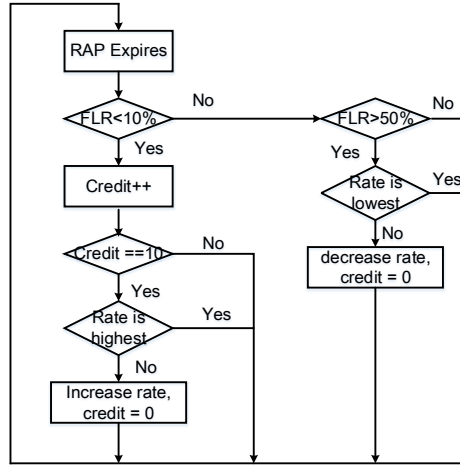 RAP Expires
FLR<10%
No
FLR>50%
No
Yes
Yes
Credit++
Rate is
lowest
Yes
Credit ==10
No
No
decrease rate,
credit = 0
Yes
Rate is
highest
Yes
No
Increase rate,
credit = 0